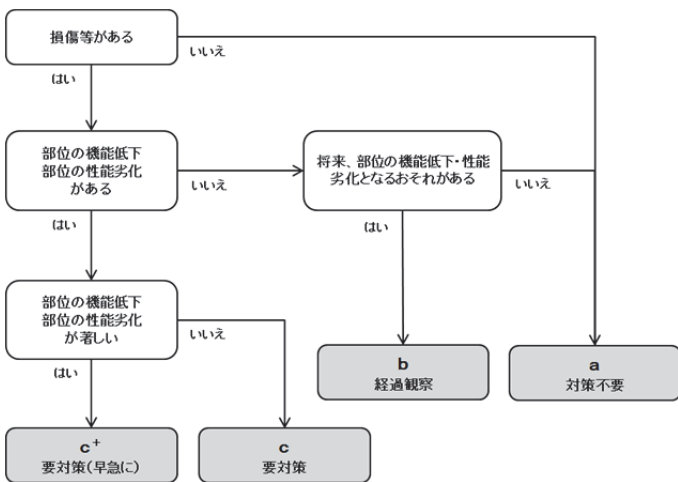 損傷等がある
いいえ
はい
部位の機能低下
部位の性能劣化
がある
いいえ
将来、部位の機能低下・性能
劣化となるおそれがある
いいえ
はい
はい
部位の機能低下
部位の性能劣化
が著しい
いいえ
はい
b
経過観察
a
対策不要
c+
要対策(早急に)
c
要対策